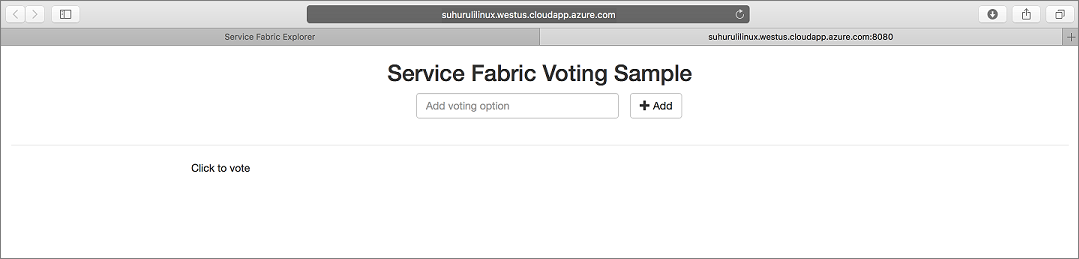 suhurulilinux.westus.cloudapp.azure.com
Service Fabric Explorer
suhurulilinux.westus.cloudapp.azure.com:8080
Service Fabric Voting Sample
Add voting option
Add
Click to vote